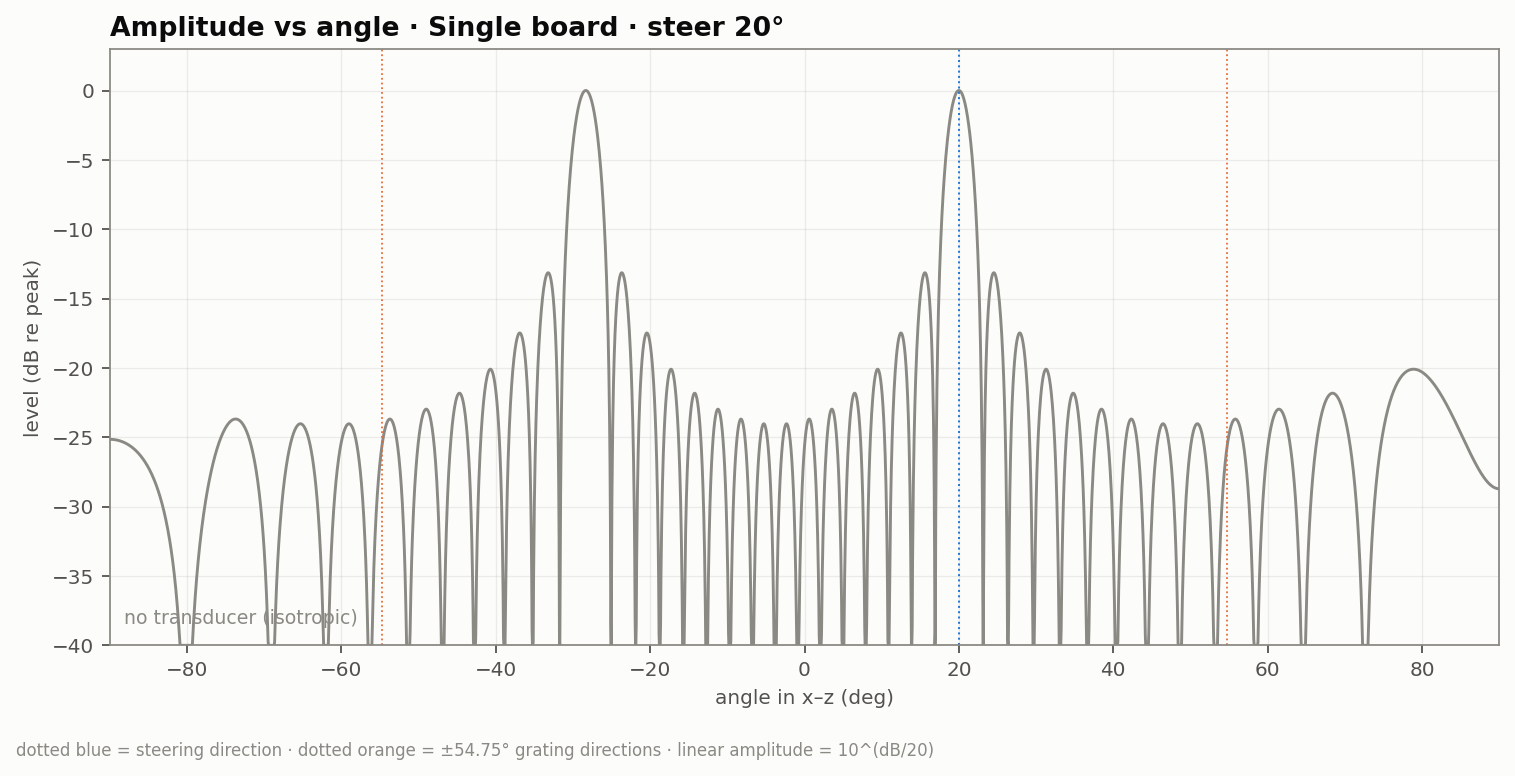 Amplitude vs angle · Single board · steer 20°
level (dB re peak)
0
−5
−10
−15
−20
−25
−30
−35
−40
no transducer (isotropic)
−80 −60 −40 −20 0 20 40 60 80
angle in x–z (deg)
dotted blue = steering direction · dotted orange = ±54.75° grating directions · linear amplitude = 10^(dB/20)